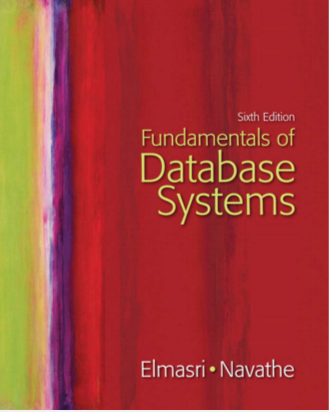 Sixth Edition
Fundamentals of
Database
Systems
Elmasri • Navathe